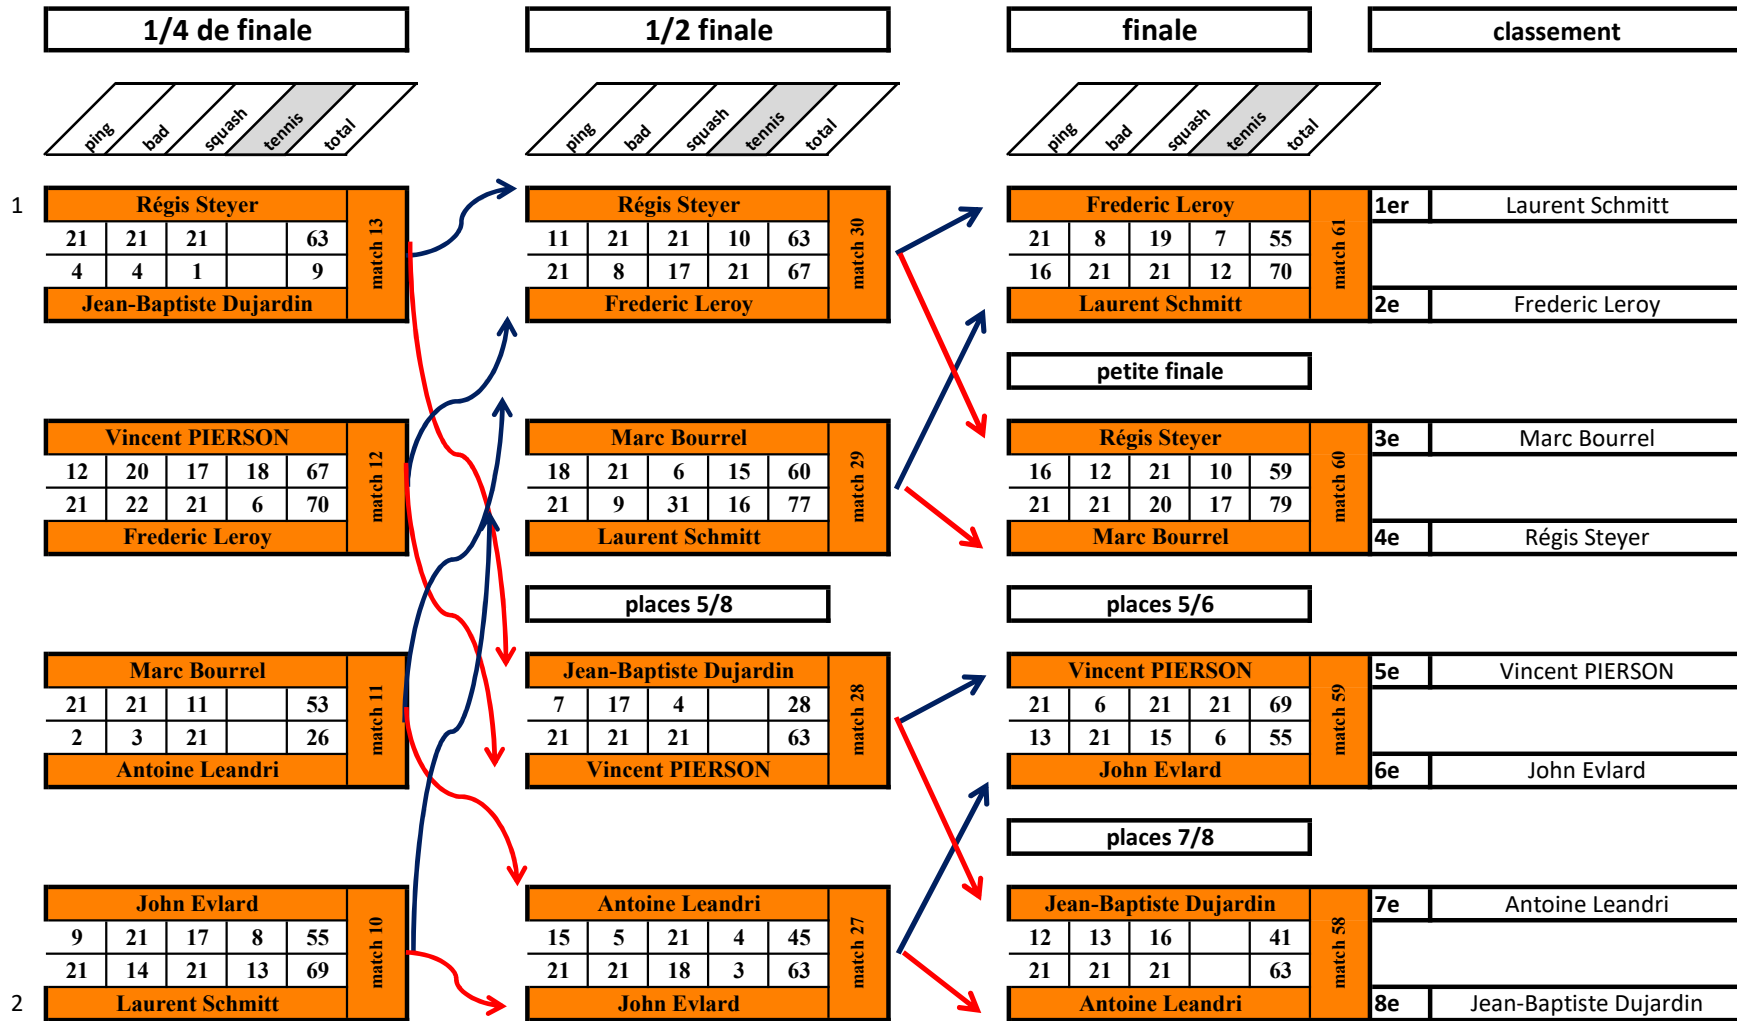 1/4 de finale 1/2 finale finale classement
ping bad squash tennis total ping bad squash tennis total ping bad squash tennis total
1 Régis Steyer match 13 Régis Steyer match 30 Frederic Leroy match 61 1er Laurent Schmitt
21 21 21 63 11 21 21 10 63 21 8 19 7 55
4 4 1 9 21 8 17 21 67 16 21 21 12 70
Jean-Baptiste Dujardin Frederic Leroy Laurent Schmitt 2e Frederic Leroy
petite finale
Vincent PIERSON match 12 Marc Bourrel match 29 Régis Steyer match 60 3e Marc Bourrel
12 20 17 18 67 18 21 6 15 60 16 12 21 10 59
21 22 21 6 70 21 9 31 16 77 21 21 20 17 79
Frederic Leroy Laurent Schmitt Marc Bourrel 4e Régis Steyer
places 5/8 places 5/6
Marc Bourrel match 11 Jean-Baptiste Dujardin match 28 Vincent PIERSON match 59 5e Vincent PIERSON
21 21 11 53 7 17 4 28 21 6 21 21 69
2 3 21 26 21 21 21 63 13 21 15 6 55
Antoine Leandri Vincent PIERSON John Evlard 6e John Evlard
places 7/8
John Evlard match 10 Antoine Leandri match 27 Jean-Baptiste Dujardin match 58 7e Antoine Leandri
9 21 17 8 55 15 5 21 4 45 12 13 16 41
21 14 21 13 69 21 21 18 3 63 21 21 21 63
2 Laurent Schmitt John Evlard Antoine Leandri 8e Jean-Baptiste Dujardin